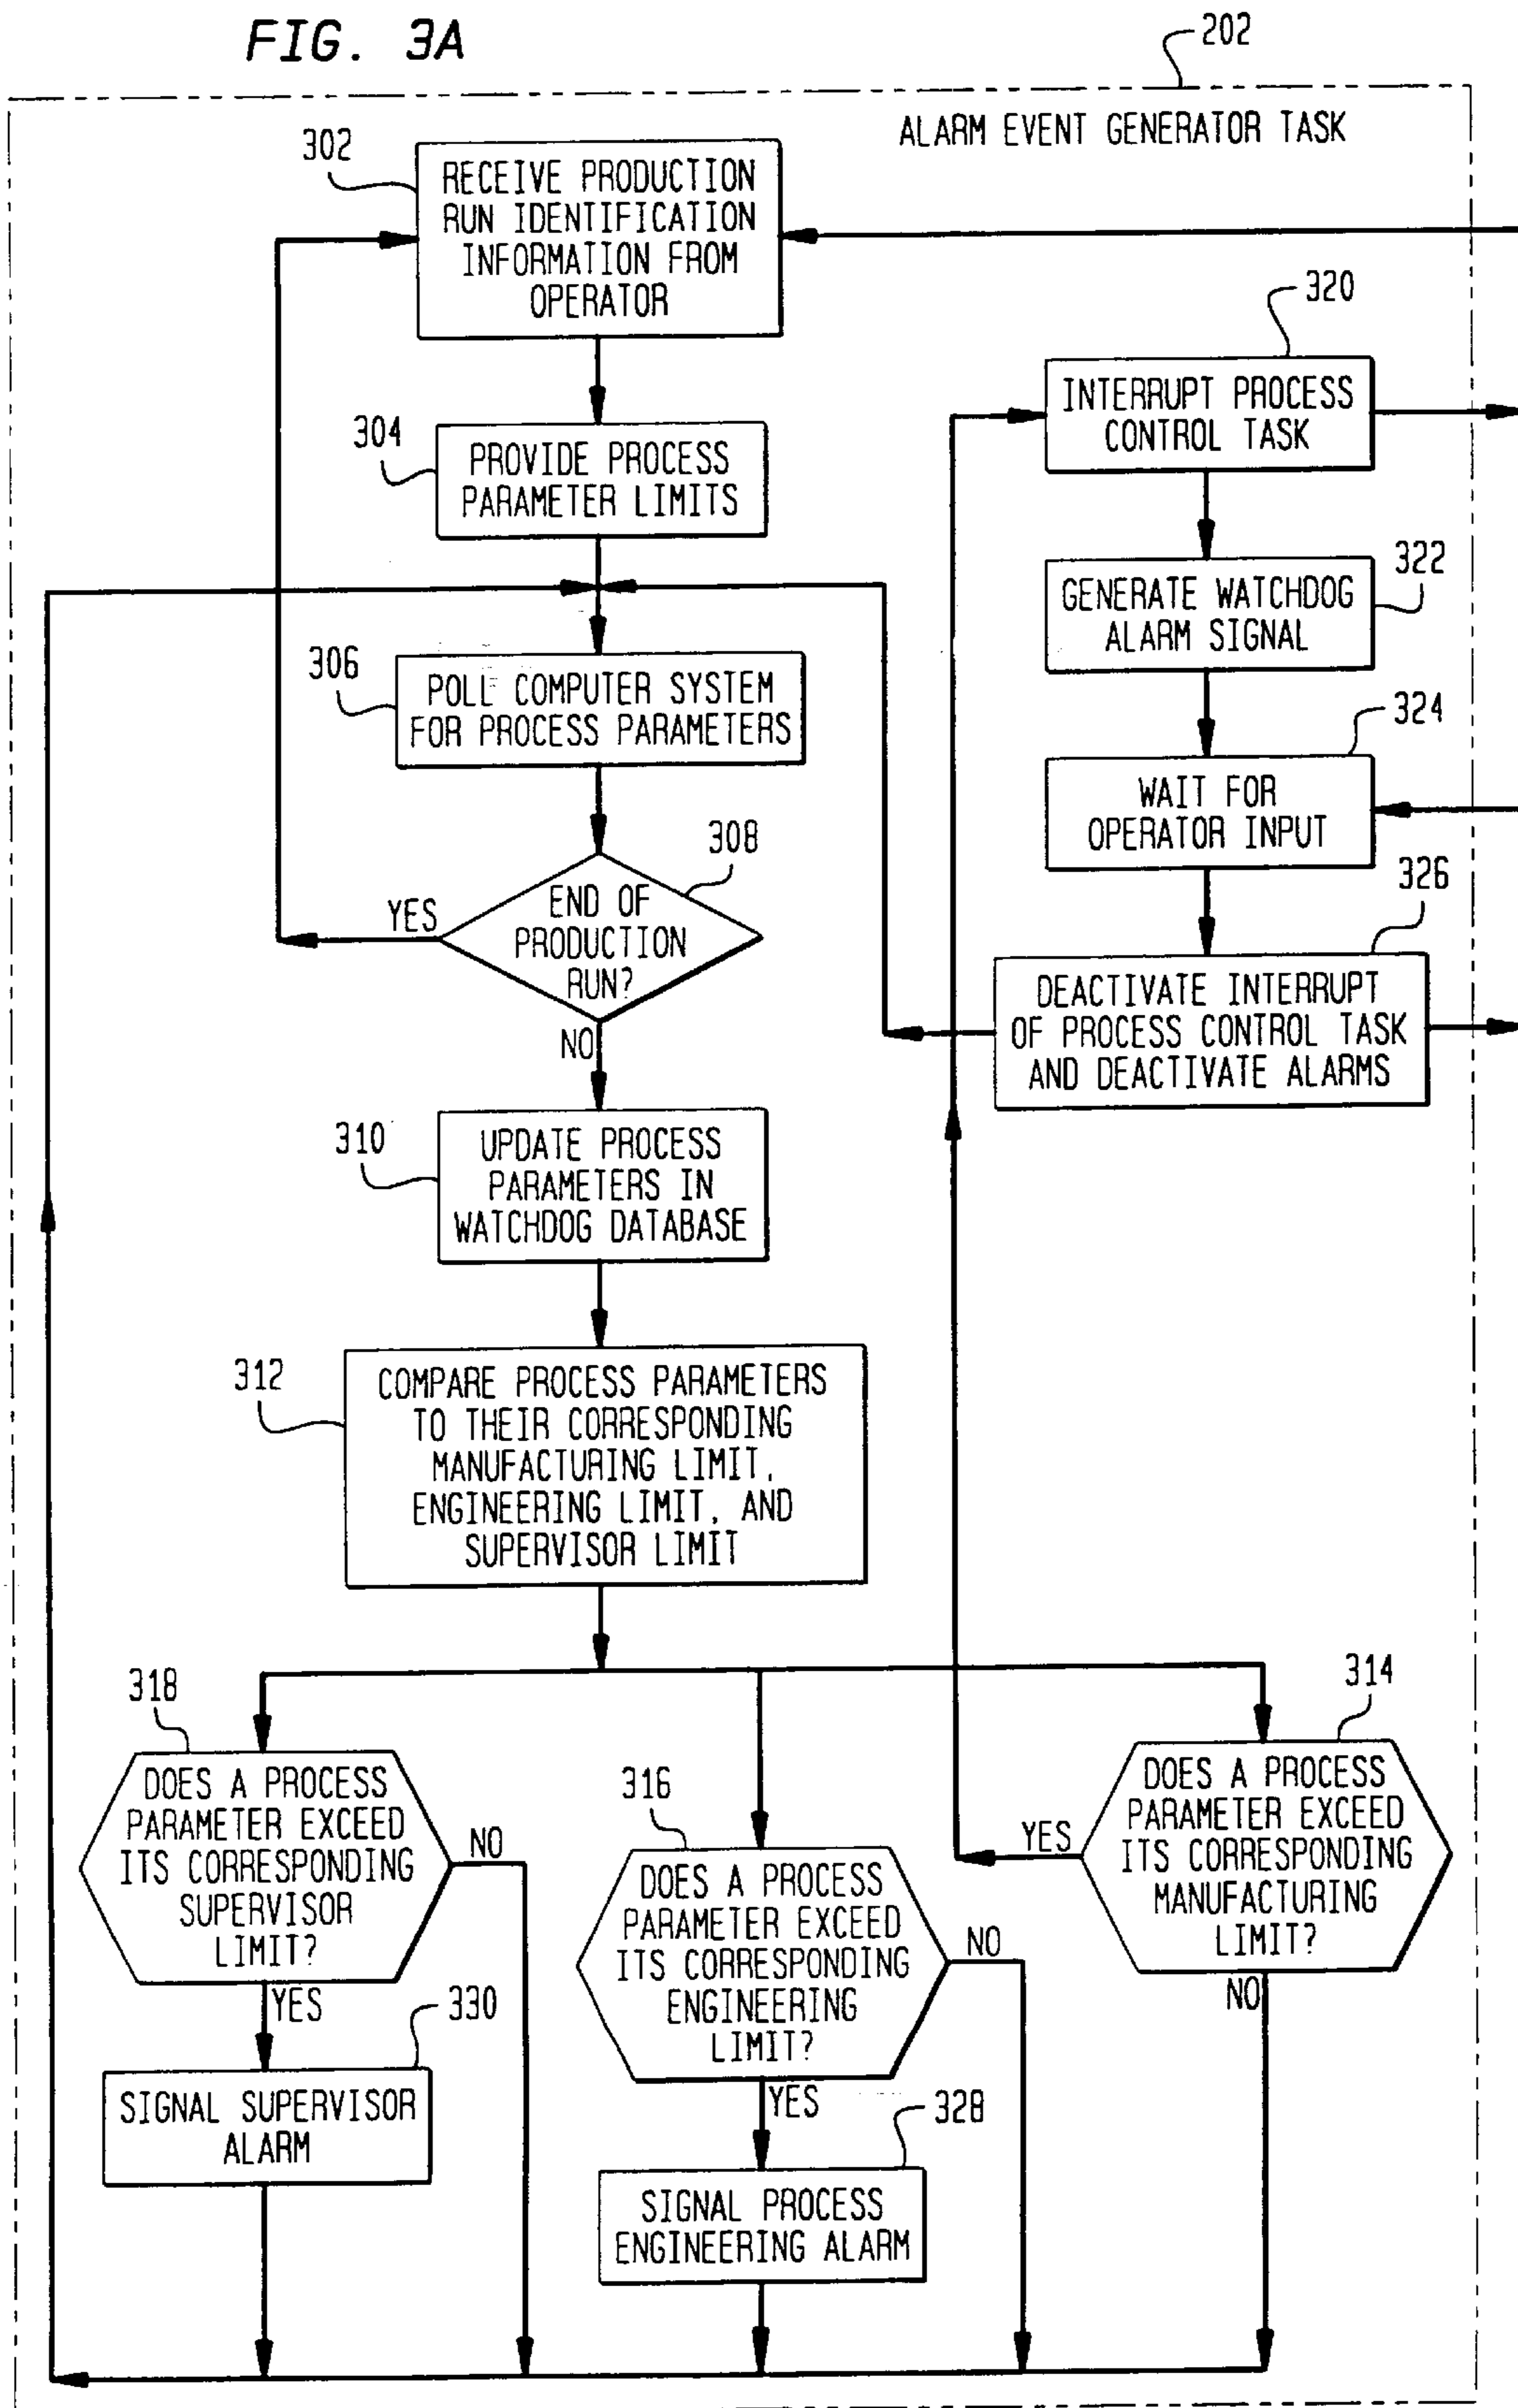 FIG. 3A
202
ALARM EVENT GENERATOR TASK
302
RECEIVE PRODUCTION
RUN IDENTIFICATION
INFORMATION FROM
OPERATOR
304
PROVIDE PROCESS
PARAMETER LIMITS
306
POLL COMPUTER SYSTEM
FOR PROCESS PARAMETERS
308
END OF
PRODUCTION
RUN?
YES
NO
310
UPDATE PROCESS
PARAMETERS IN
WATCHDOG DATABASE
312
COMPARE PROCESS PARAMETERS
TO THEIR CORRESPONDING
MANUFACTURING LIMIT,
ENGINEERING LIMIT, AND
SUPERVISOR LIMIT
320
INTERRUPT PROCESS
CONTROL TASK
322
GENERATE WATCHDOG
ALARM SIGNAL
324
WAIT FOR
OPERATOR INPUT
326
DEACTIVATE INTERRUPT
OF PROCESS CONTROL TASK
AND DEACTIVATE ALARMS
318
DOES A PROCESS
PARAMETER EXCEED
ITS CORRESPONDING
SUPERVISOR
LIMIT?
NO
YES
330
SIGNAL SUPERVISOR
ALARM
316
DOES A PROCESS
PARAMETER EXCEED
ITS CORRESPONDING
ENGINEERING
LIMIT?
NO
YES
328
SIGNAL PROCESS
ENGINEERING ALARM
314
DOES A PROCESS
PARAMETER EXCEED
ITS CORRESPONDING
MANUFACTURING
LIMIT?
YES
NO